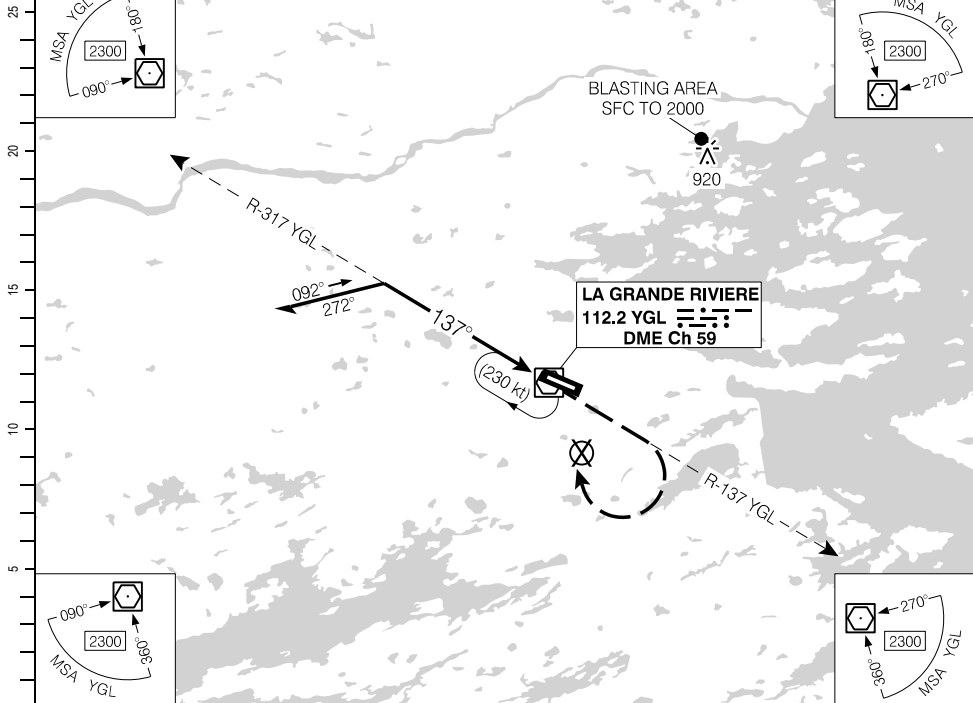 25
20
15
10
5
MSA YGL
2300
180°
090°
MSA YGL
2300
180°
270°
BLASTING AREA
SFC TO 2000
920
R-317 YGL
092°
272°
137°
LA GRANDE RIVIERE
112.2 YGL
DME Ch 59
(230 kt)
R-137 YGL
090°
2300
360°
MSA YGL
270°
2300
360°
MSA YGL